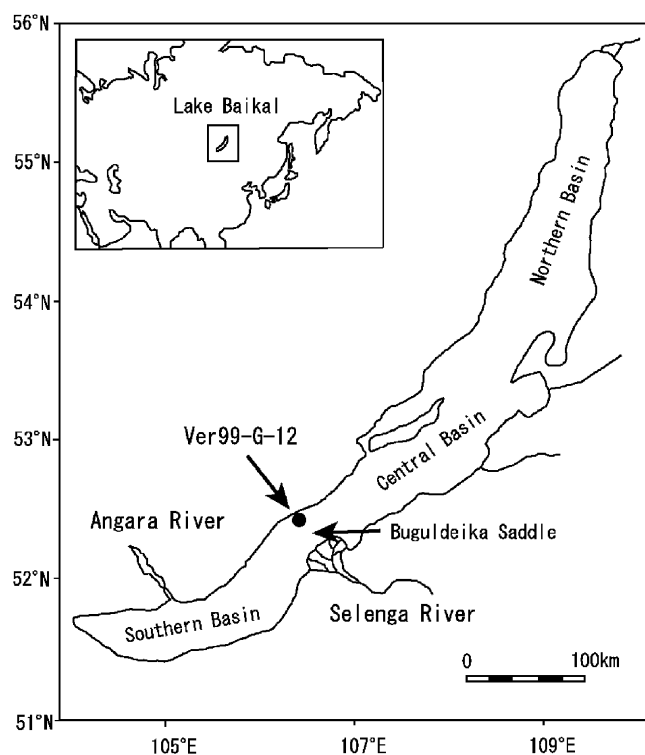 56°N
Lake Baikal
55°N
Northern Basin
54°N
53°N
Ver99-G-12
Central Basin
Angara River
Buguldeika Saddle
52°N
Southern Basin
Selenga River
0 100km
51°N
105°E 107°E 109°E